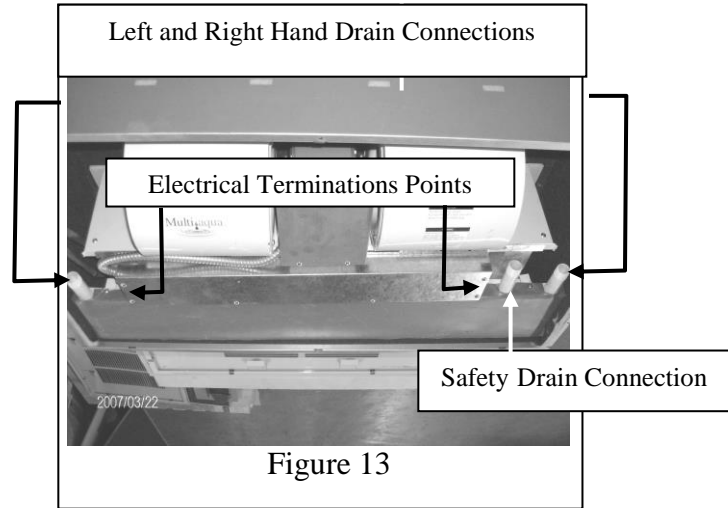 Left and Right Hand Drain Connections
Electrical Terminations Points
Multiaqua
Safety Drain Connection
2007/03/22
Figure 13